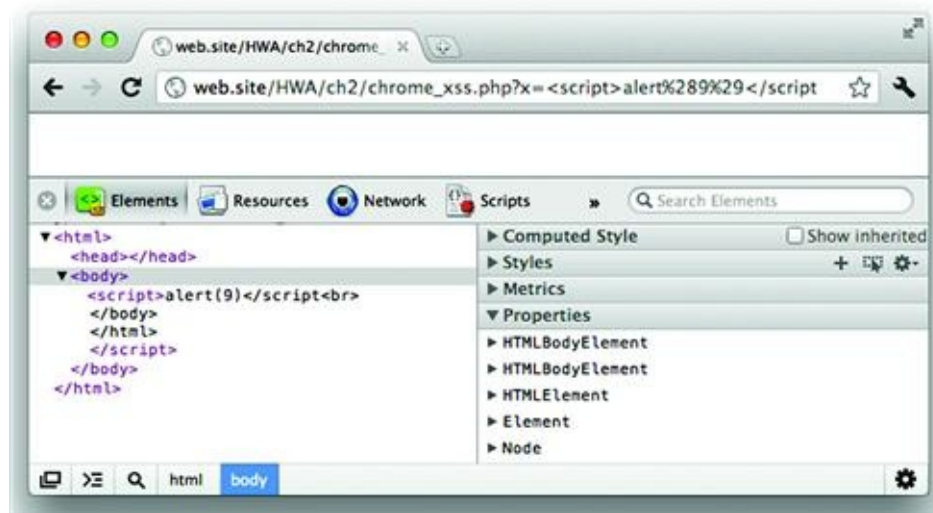 web.site/HWA/ch2/chrome_
web.site/HWA/ch2/chrome_xss.php?x=<script>alert%289%29</script
Elements Resources Network Scripts » Search Elements
▼<html>
<head></head>
▼<body>
<script>alert(9)</script<br>
</body>
</html>
</script>
</body>
</html>
▶ Computed Style Show inherited
▶ Styles
▶ Metrics
▼ Properties
▶ HTMLBodyElement
▶ HTMLBodyElement
▶ HTMLElement
▶ Element
▶ Node
html body